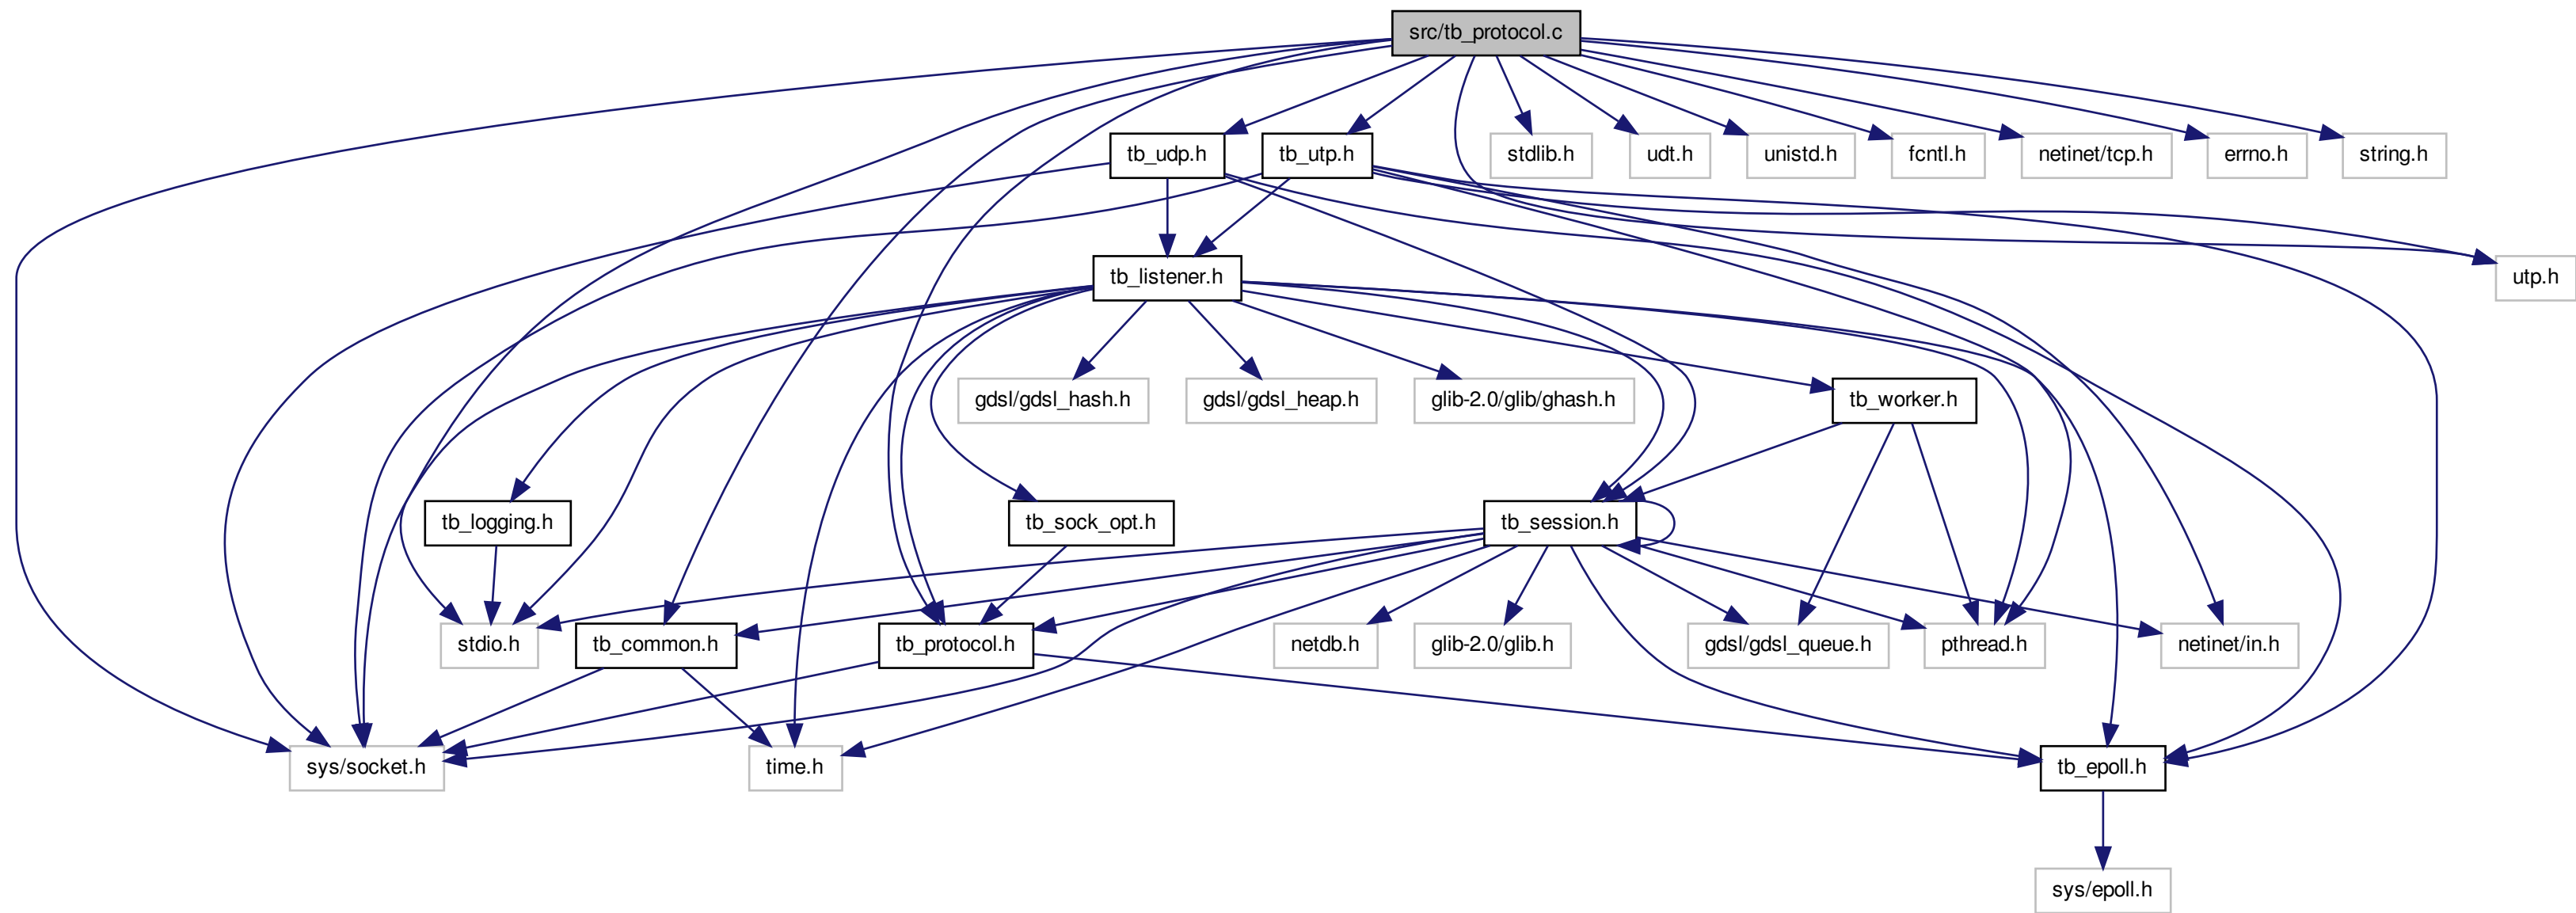 src/tb_protocol.c
tb_udp.h
tb_utp.h
stdlib.h
udt.h
unistd.h
fcntl.h
netinet/tcp.h
errno.h
string.h
tb_listener.h
utp.h
gdsl/gdsl_hash.h
gdsl/gdsl_heap.h
glib-2.0/glib/ghash.h
tb_worker.h
tb_logging.h
tb_sock_opt.h
tb_session.h
stdio.h
tb_common.h
tb_protocol.h
netdb.h
glib-2.0/glib.h
gdsl/gdsl_queue.h
pthread.h
netinet/in.h
sys/socket.h
time.h
tb_epoll.h
sys/epoll.h